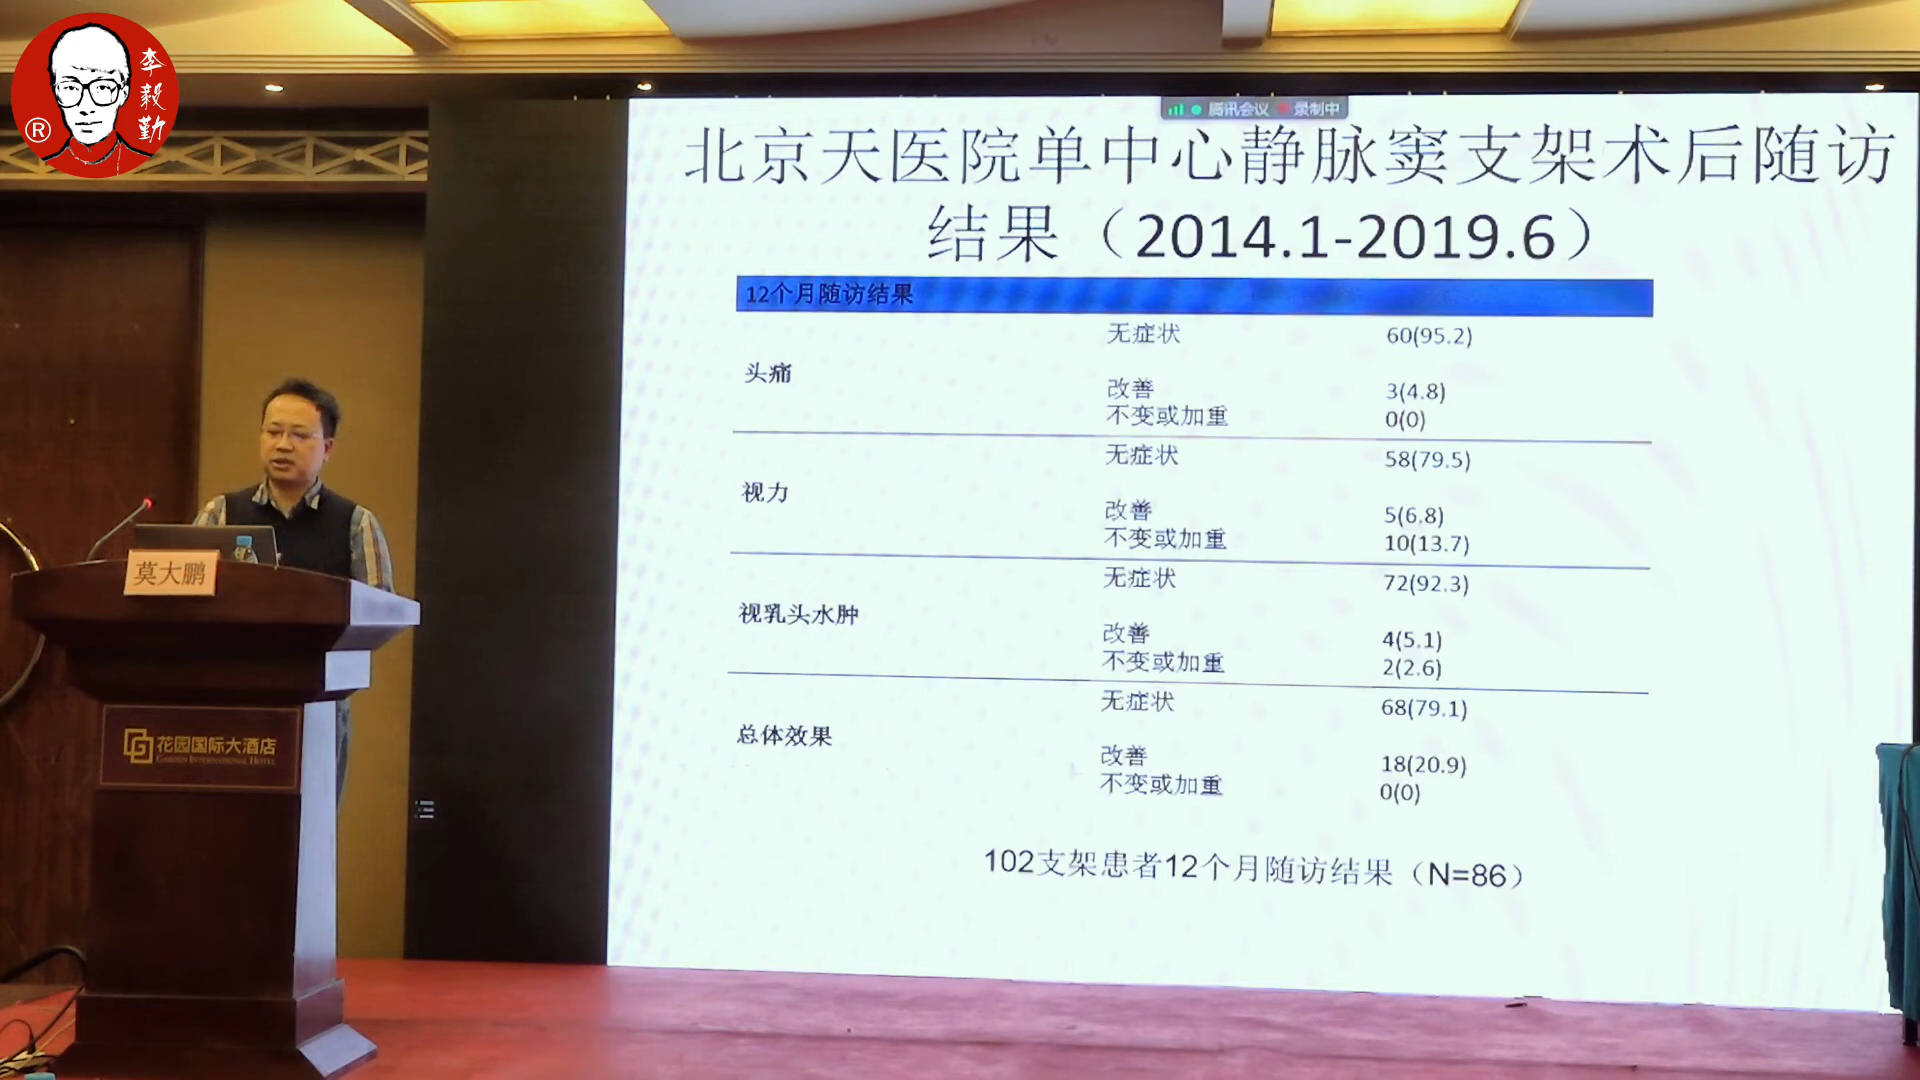 李毅勤
®
腾讯会议 录制中
北京天医院单中心静脉窦支架术后随访
结果（2014.1-2019.6）
12个月随访结果
头痛
无症状 60(95.2)
改善 3(4.8)
不变或加重 0(0)
视力
无症状 58(79.5)
改善 5(6.8)
不变或加重 10(13.7)
视乳头水肿
无症状 72(92.3)
改善 4(5.1)
不变或加重 2(2.6)
总体效果
无症状 68(79.1)
改善 18(20.9)
不变或加重 0(0)
102支架患者12个月随访结果（N=86）
莫大鹏
花园国际大酒店
GARDEN INTERNATIONAL HOTEL